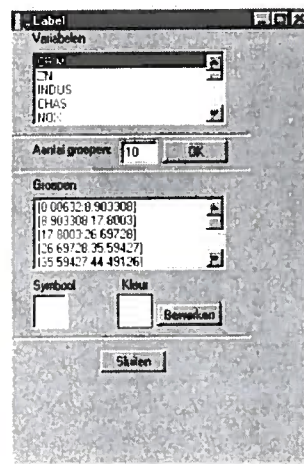 Label
Variabelen
CRIM
ZN
INDUS
CHAS
NOX
Aantal groepen: 10 OK
Groepen
[0.00632:8.903308]
[8.903308:17.8003]
[17.8003:26.69728]
[26.69728:35.59427]
[35.59427:44.49126]
Symbool Kleur
Bewerken
Sluiten